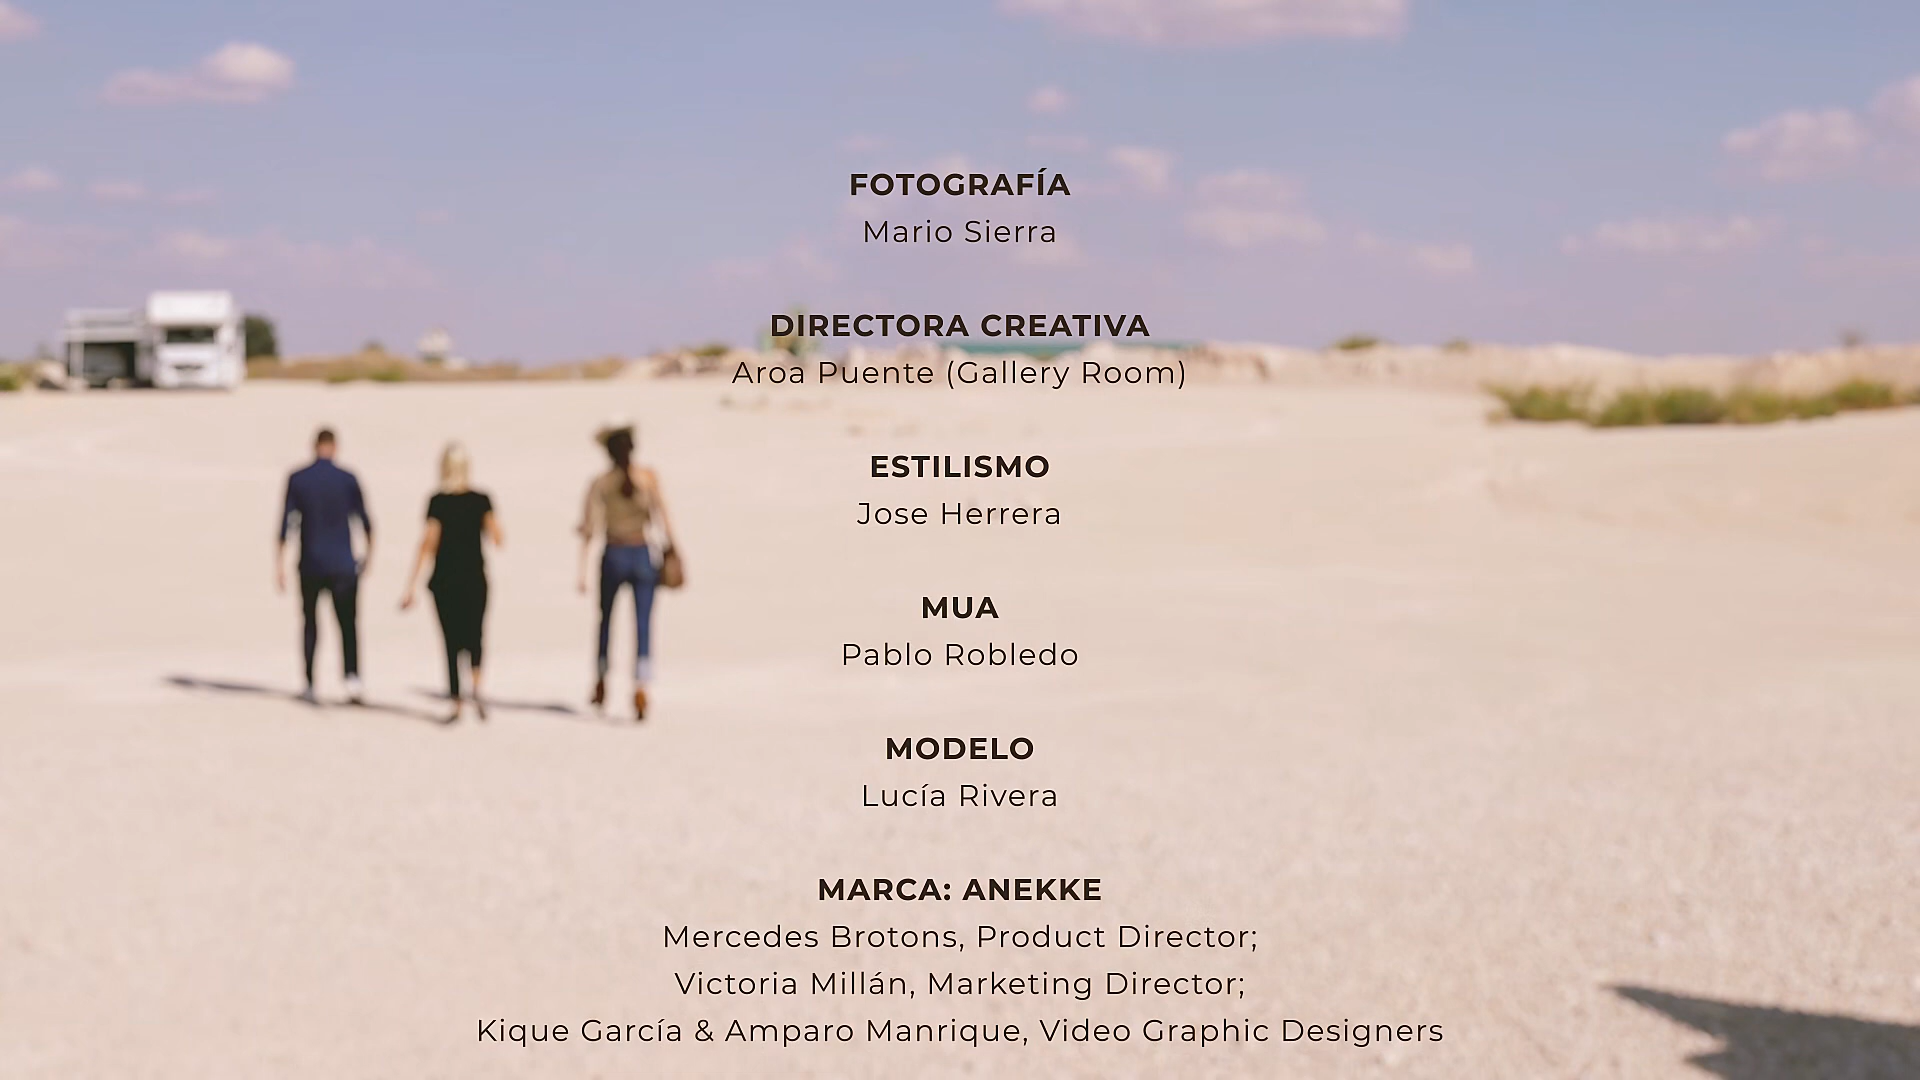 FOTOGRAFÍA
Mario Sierra
DIRECTORA CREATIVA
Aroa Puente (Gallery Room)
ESTILISMO
Jose Herrera
MUA
Pablo Robledo
MODELO
Lucía Rivera
MARCA: ANEKKE
Mercedes Brotons, Product Director;
Victoria Millán, Marketing Director;
Kique García & Amparo Manrique, Video Graphic Designers